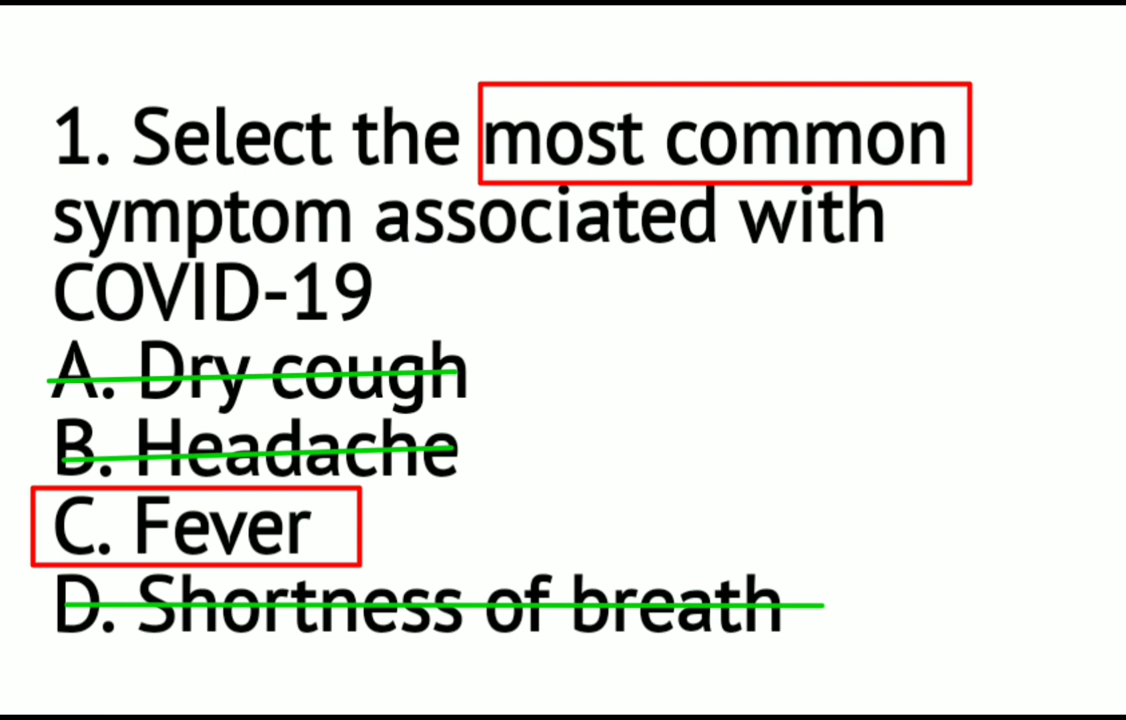 1. Select the most common
symptom associated with
COVID-19
A. Dry cough
B. Headache
C. Fever
D. Shortness of breath